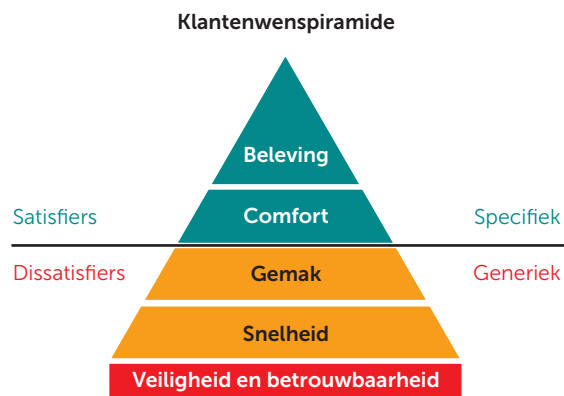 Klantenwenspiramide
Beleving
Satisfiers
Comfort
Specifiek
Dissatisfiers
Gemak
Generiek
Snelheid
Veiligheid en betrouwbaarheid